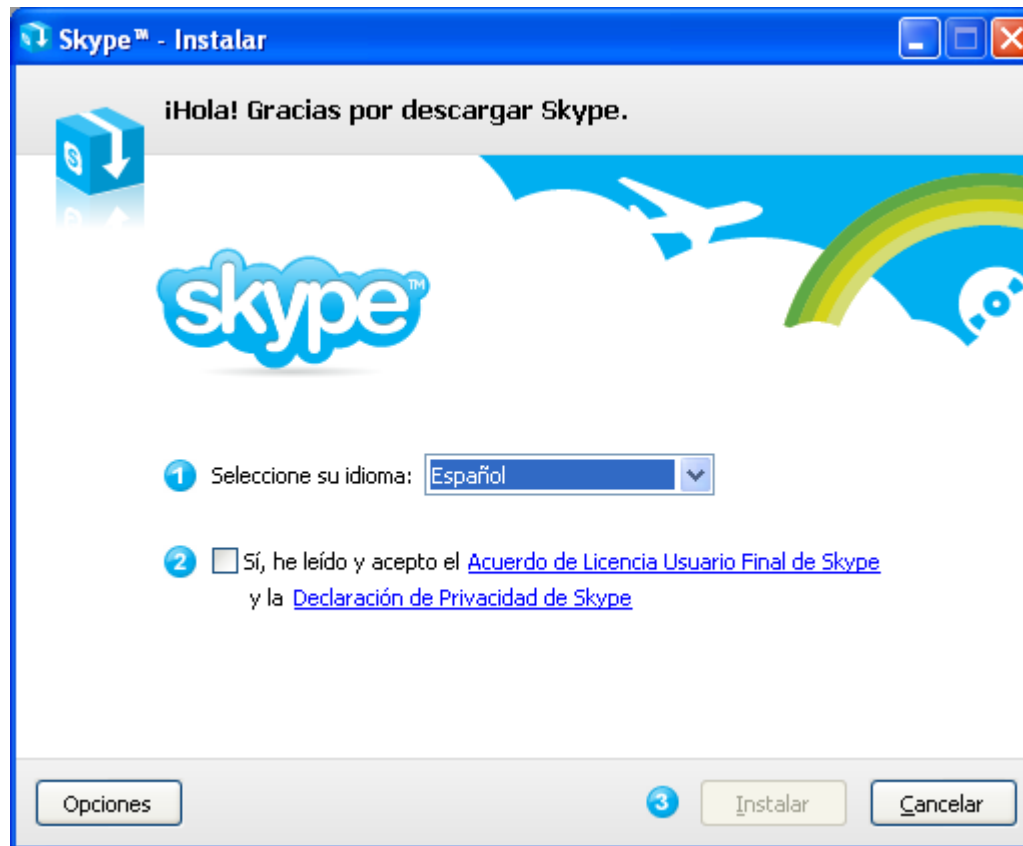 Skype™ - Instalar
¡Hola! Gracias por descargar Skype.
S
skype™
1 Seleccione su idioma: Español
2 Sí, he leído y acepto el Acuerdo de Licencia Usuario Final de Skype
y la Declaración de Privacidad de Skype
Opciones 3 Instalar Cancelar